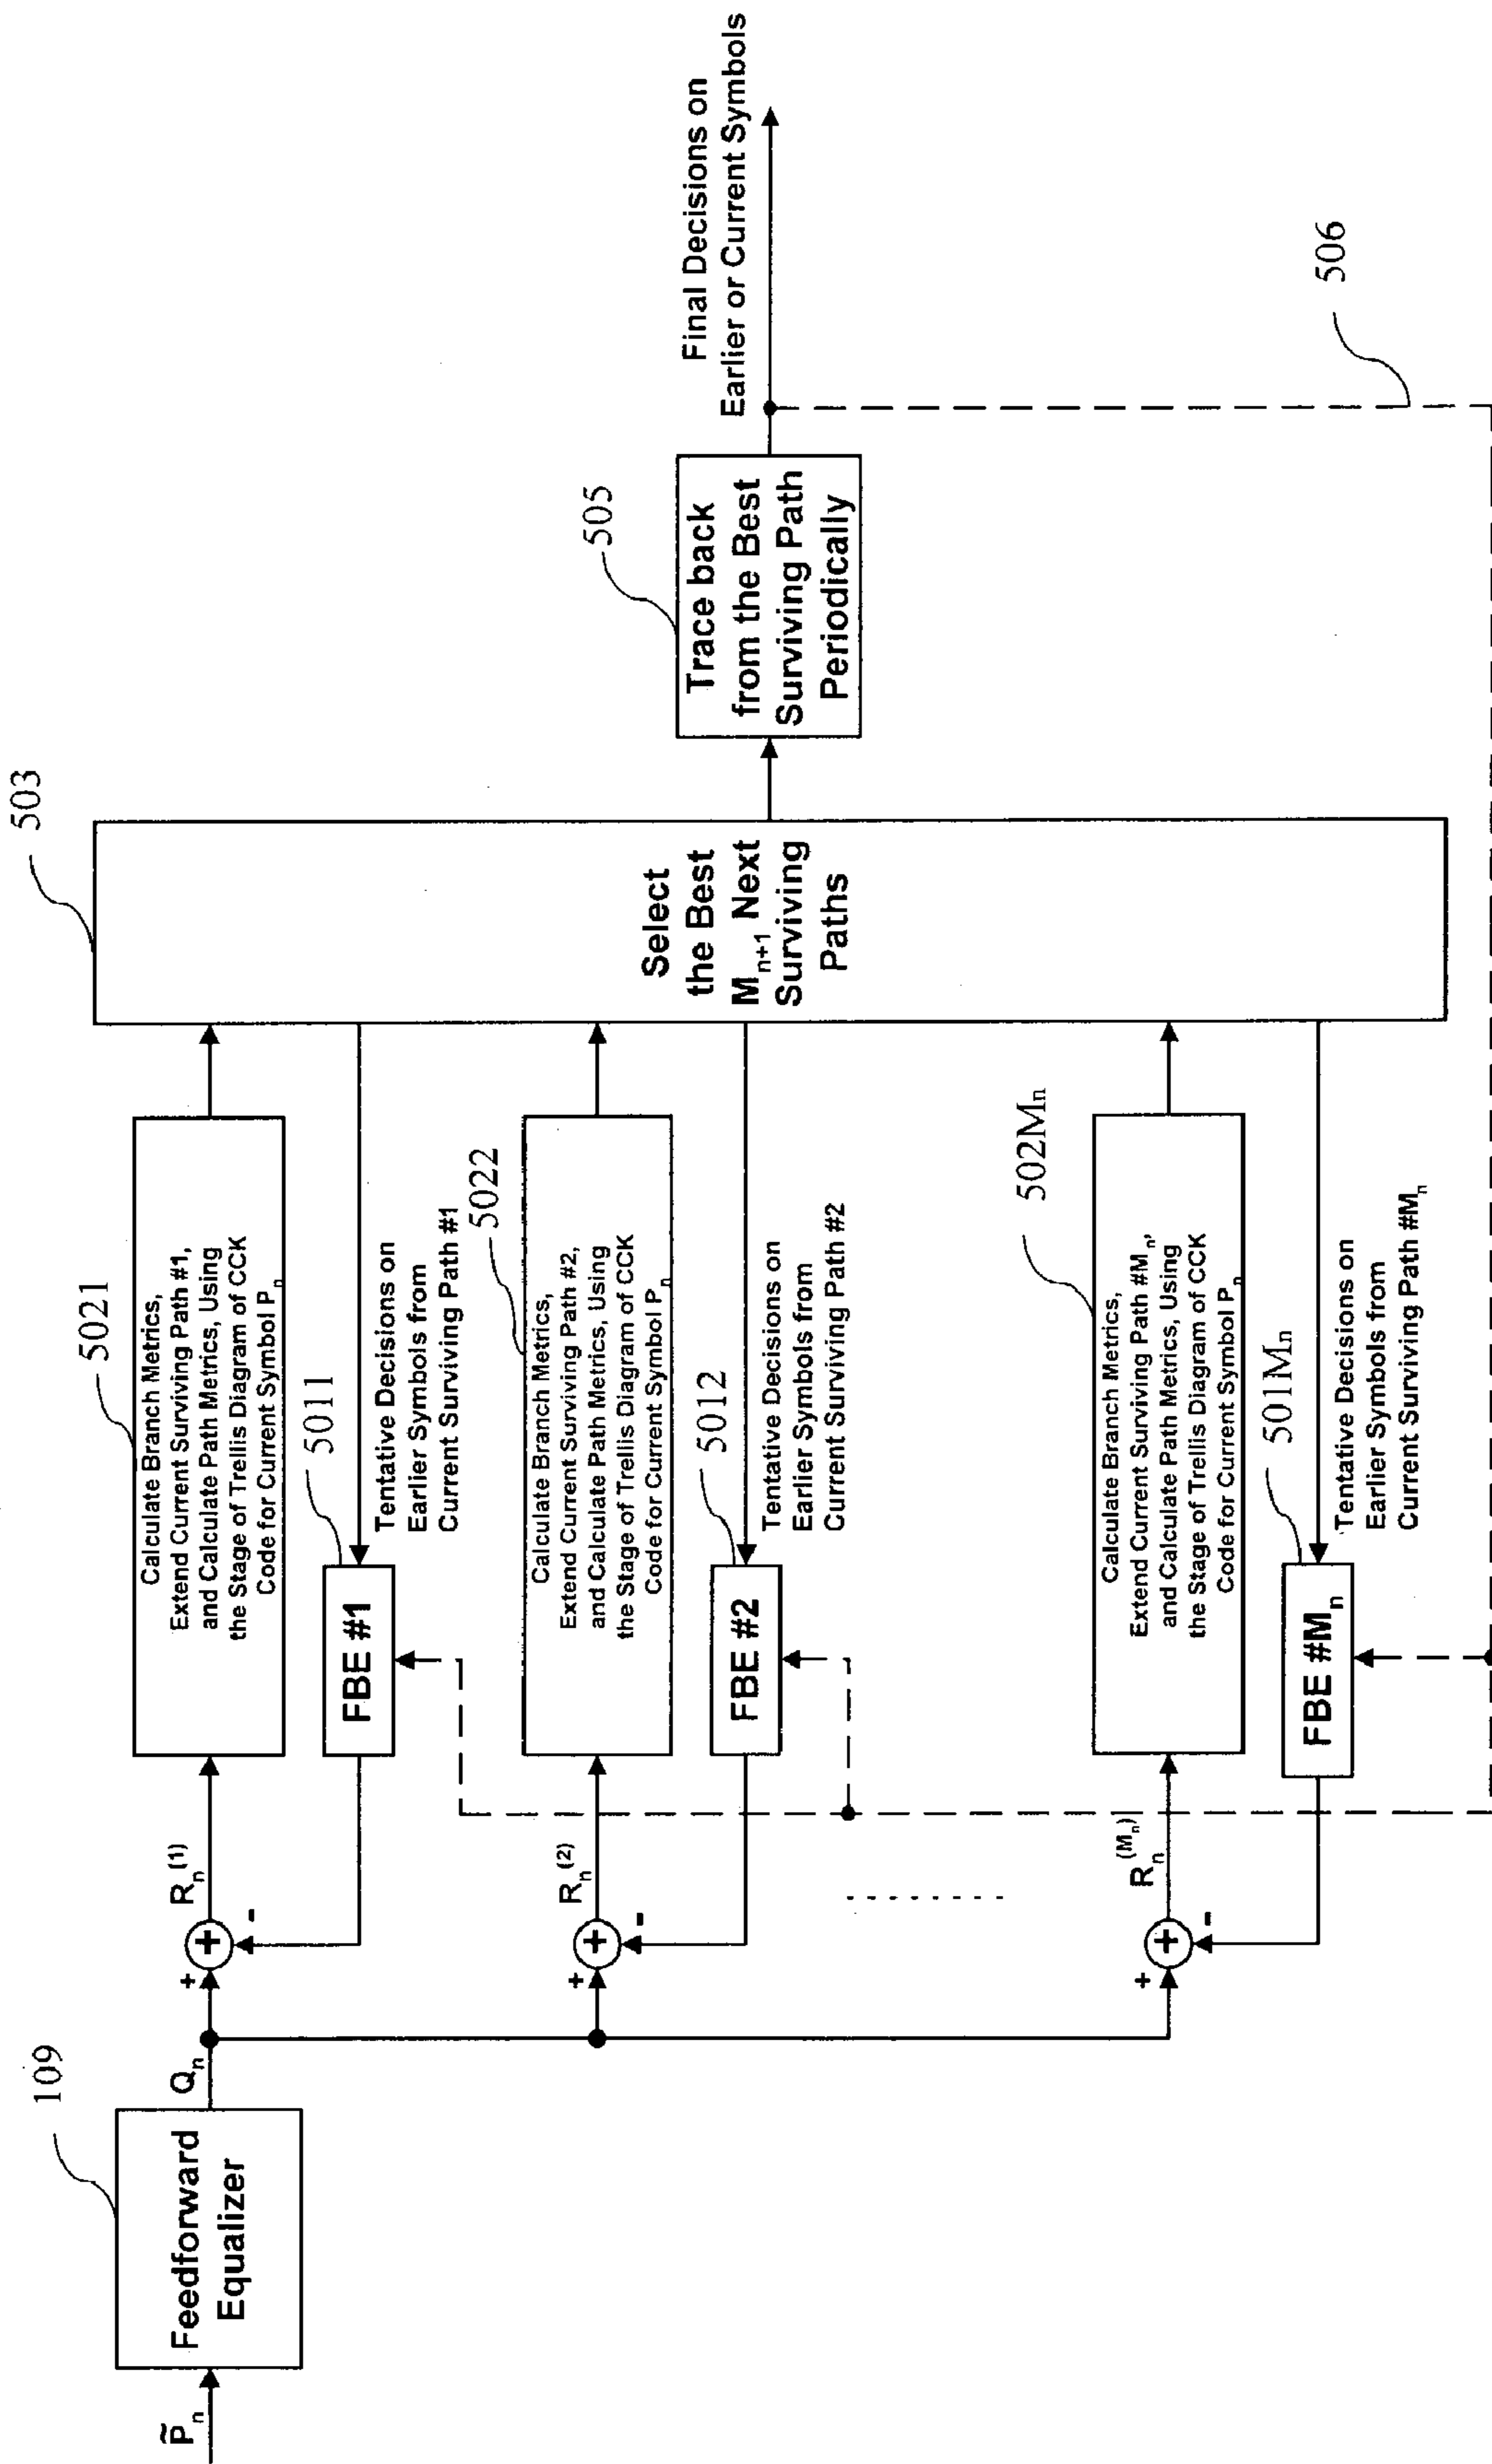 P̃n
109
Feedforward
Equalizer
Qn
+
+
-
Rn(1)
5021
Calculate Branch Metrics,
Extend Current Surviving Path #1,
and Calculate Path Metrics, Using
the Stage of Trellis Diagram of CCK
Code for Current Symbol Pn
5011
FBE #1
Tentative Decisions on
Earlier Symbols from
Current Surviving Path #1
+
+
-
Rn(2)
5022
Calculate Branch Metrics,
Extend Current Surviving Path #2,
and Calculate Path Metrics, Using
the Stage of Trellis Diagram of CCK
Code for Current Symbol Pn
5012
FBE #2
Tentative Decisions on
Earlier Symbols from
Current Surviving Path #2
+
+
-
Rn(Mn)
502Mn
Calculate Branch Metrics,
Extend Current Surviving Path #Mn,
and Calculate Path Metrics, Using
the Stage of Trellis Diagram of CCK
Code for Current Symbol Pn
501Mn
FBE #Mn
Tentative Decisions on
Earlier Symbols from
Current Surviving Path #Mn
503
Select
the Best
Mn+1 Next
Surviving
Paths
505
Trace back
from the Best
Surviving Path
Periodically
Final Decisions on
Earlier or Current Symbols
506